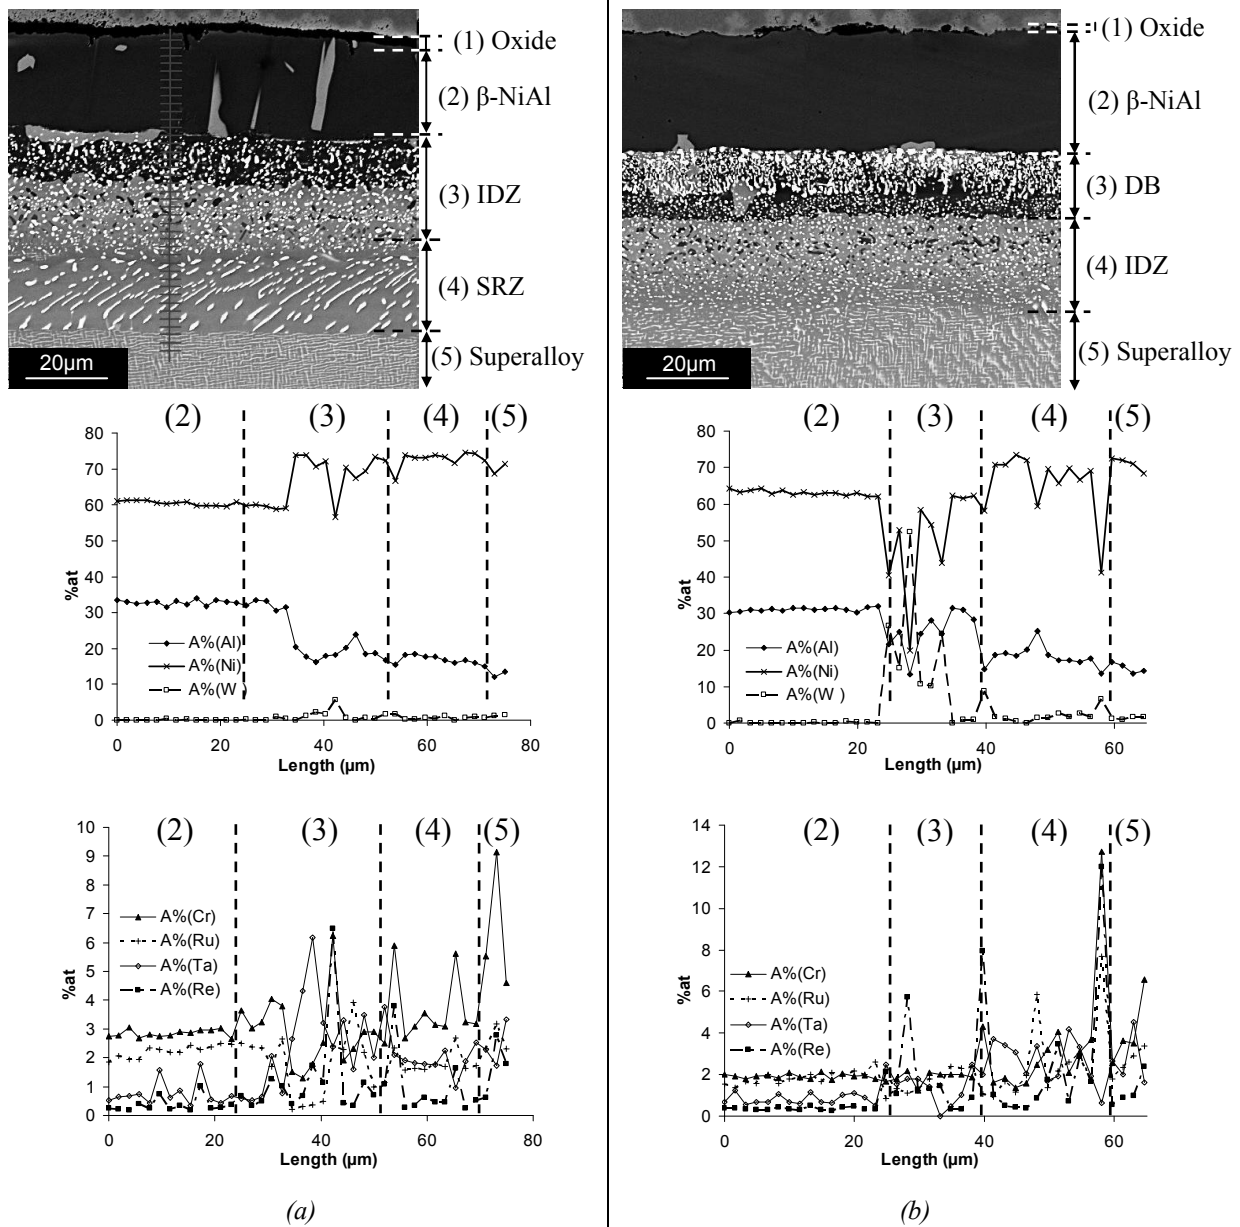 (1) Oxide
(2) β-NiAl
(3) IDZ
(4) SRZ
(5) Superalloy
20µm
(2) (3) (4) (5)
80
70
60
50
40
30
20
10
0
%at
A%(Al)
A%(Ni)
A%(W )
0 20 40 60 80
Length (µm)
(2) (3) (4) (5)
10
9
8
7
6
5
4
3
2
1
0
%at
A%(Cr)
A%(Ru)
A%(Ta)
A%(Re)
0 20 40 60 80
Length (µm)
(a)
(1) Oxide
(2) β-NiAl
(3) DB
(4) IDZ
(5) Superalloy
20µm
(2) (3) (4) (5)
80
70
60
50
40
30
20
10
0
%at
A%(Al)
A%(Ni)
A%(W )
0 20 40 60
Length (µm)
(2) (3) (4) (5)
14
12
10
8
6
4
2
0
%at
A%(Cr)
A%(Ru)
A%(Ta)
A%(Re)
0 20 40 60
Length (µm)
(b)